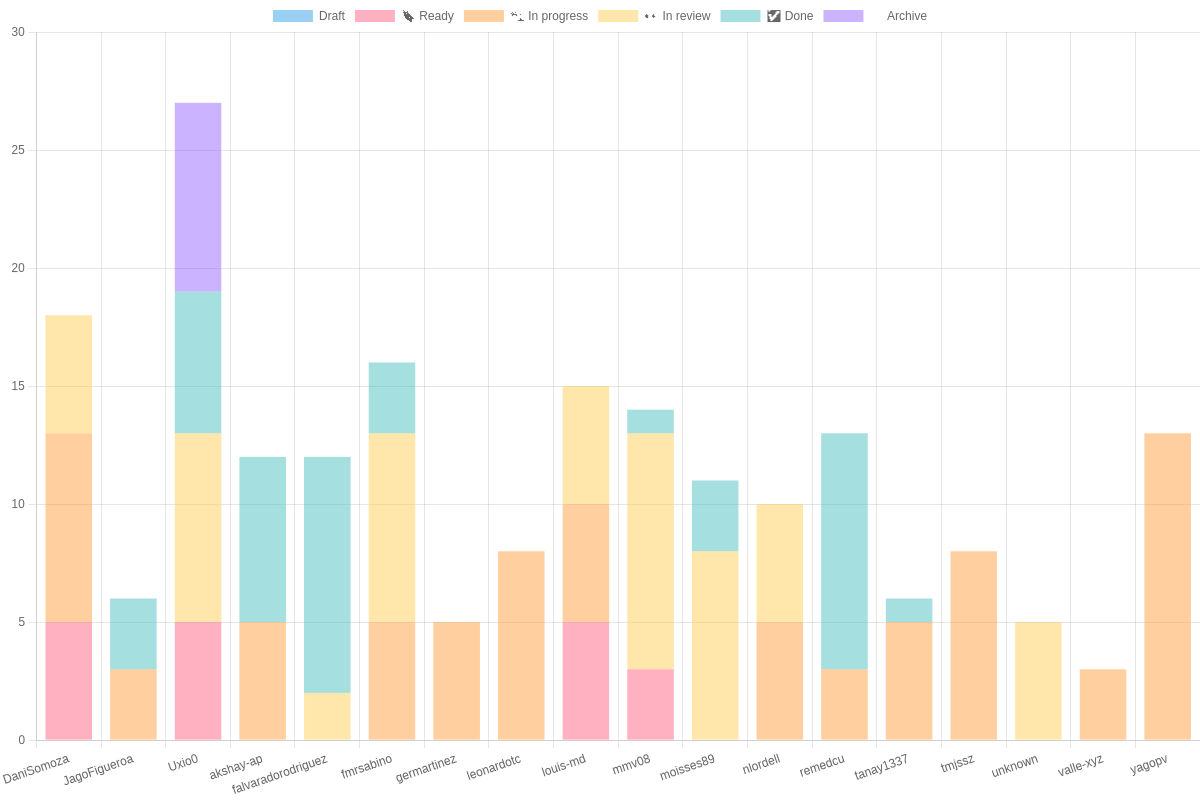 Draft 🔖 Ready 🏗 In progress 👀 In review ✅ Done Archive
30
25
20
15
10
5
0
DaniSomoza
JagoFigueroa
Uxio0
akshay-ap
falvaradorodriguez
fmrsabino
germartinez
leonardotc
louis-md
mmv08
moisses89
nlordell
remedcu
tanay1337
tmjssz
unknown
valle-xyz
yagopv